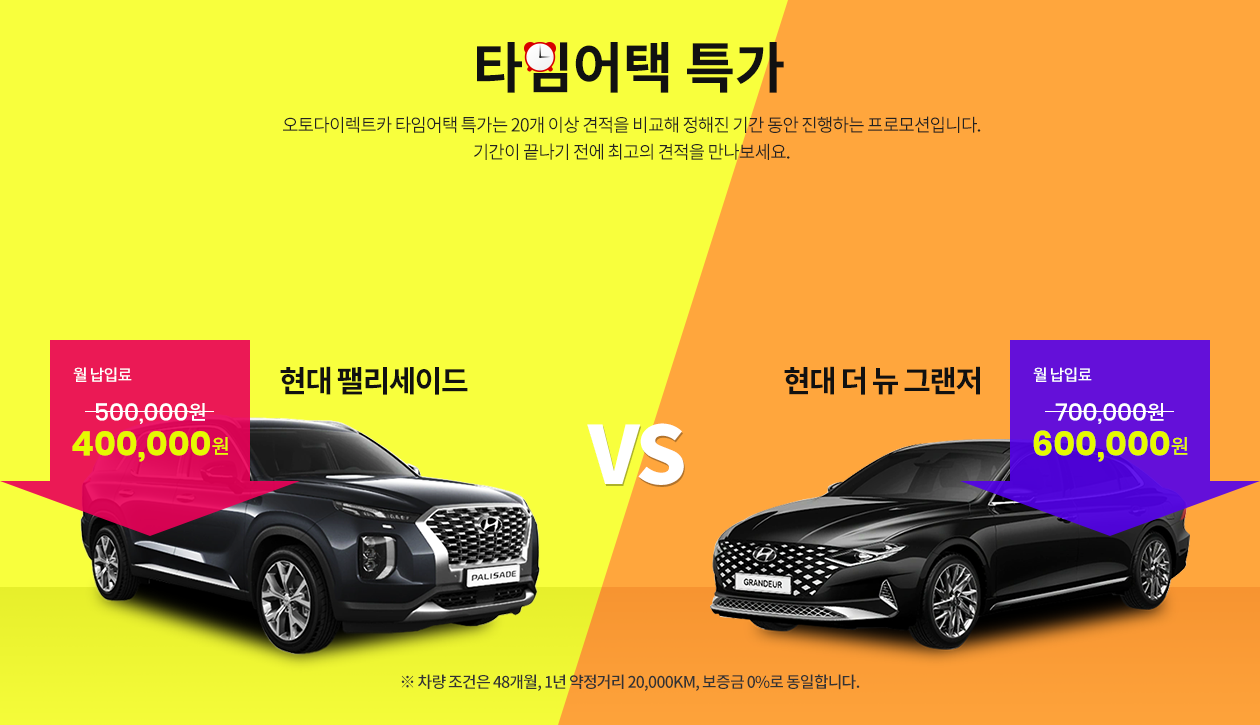 타임어택 특가
오토다이렉트카 타임어택 특가는 20개 이상 견적을 비교해 정해진 기간 동안 진행하는 프로모션입니다.
기간이 끝나기 전에 최고의 견적을 만나보세요.
월 납입료
500,000원
400,000원
현대 팰리세이드
PALISADE
VS
현대 더 뉴 그랜저
GRANDEUR
월 납입료
700,000원
600,000원
※ 차량 조건은 48개월, 1년 약정거리 20,000KM, 보증금 0%로 동일합니다.